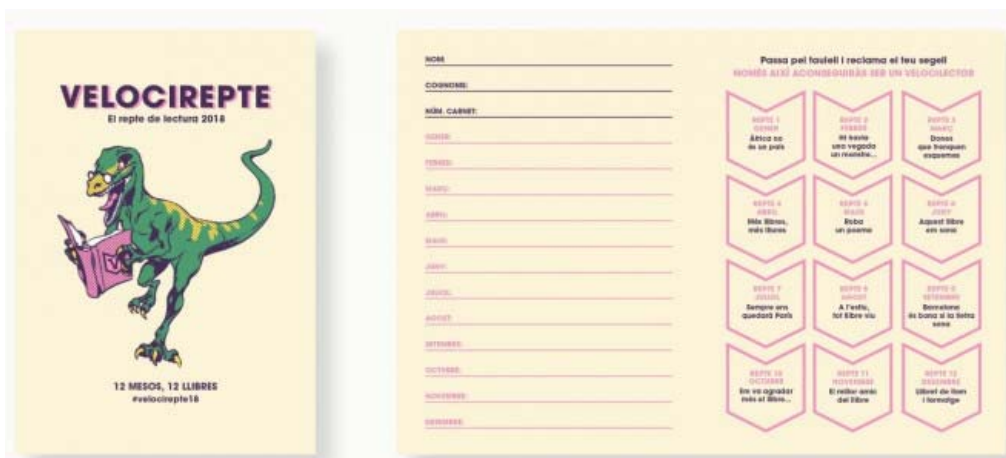 VELOCIREPTE
El repte de lectura 2018
12 MESOS, 12 LLIBRES
#velocirepte18
NOM:
COGNOMS:
NÚM. CARNET:
GENER:
FEBRER:
MARÇ:
ABRIL:
MAIG:
JUNY:
JULIOL:
AGOST:
SETEMBRE:
OCTUBRE:
NOVEMBRE:
DESEMBRE:
Passa pel taulell i reclama el teu segell
NOMÉS AIXÍ ACONSEGUIRÀS SER UN VELOCILECTOR
REPTE 1
GENER
Àfrica no
és un país
REPTE 2
FEBRER
Hi havia
una vegada
un monstre...
REPTE 3
MARÇ
Dones
que trenquen
esquemes
REPTE 4
ABRIL
Més llibres,
més lliures
REPTE 5
MAIG
Roba
un poema
REPTE 6
JUNY
Aquest llibre
em sona
REPTE 7
JULIOL
Sempre ens
quedarà París
REPTE 8
AGOST
A l'estiu,
tot llibre viu
REPTE 9
SETEMBRE
Barcelona
és bona si la lletra
sona
REPTE 10
OCTUBRE
Em va agradar
més el llibre...
REPTE 11
NOVEMBRE
El millor amic
del llibre
REPTE 12
DESEMBRE
Llibret de llom
i formatge